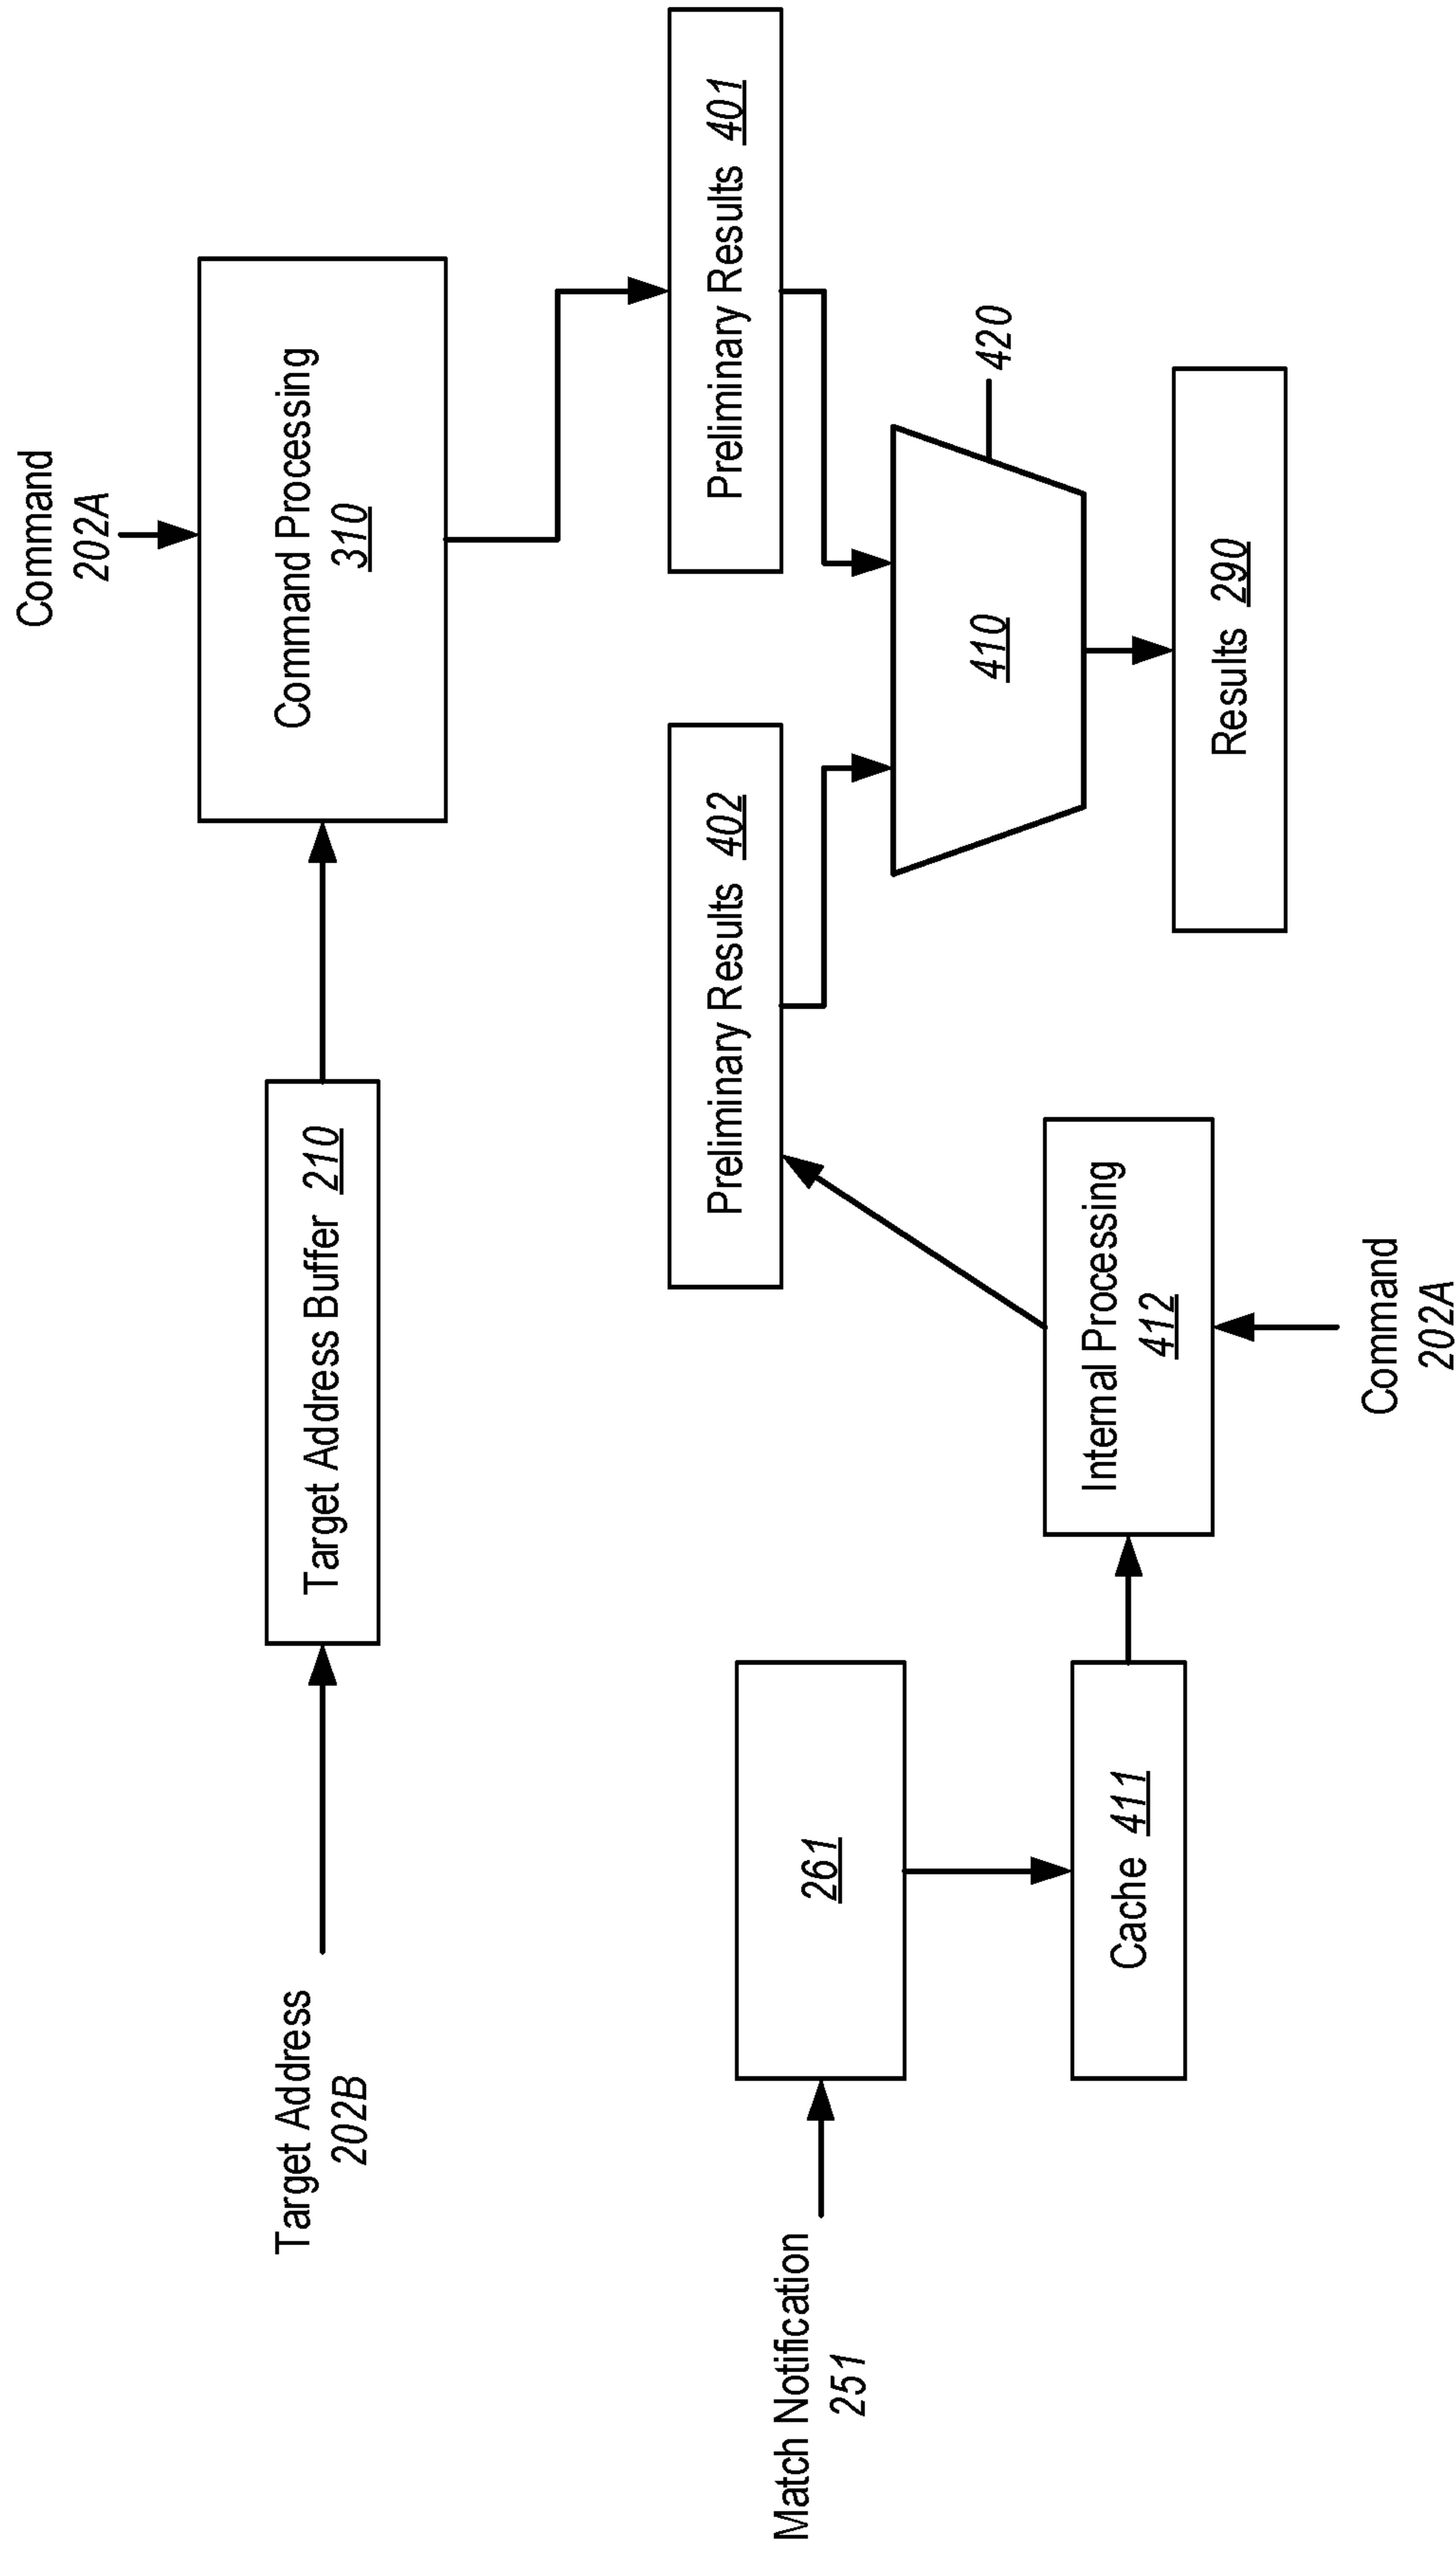 Command
202A
Command Processing
310
Target Address Buffer 210
Target Address
202B
Preliminary Results 401
Preliminary Results 402
420
410
Results 290
Match Notification
251
261
Cache 411
Internal Processing
412
Command
202A